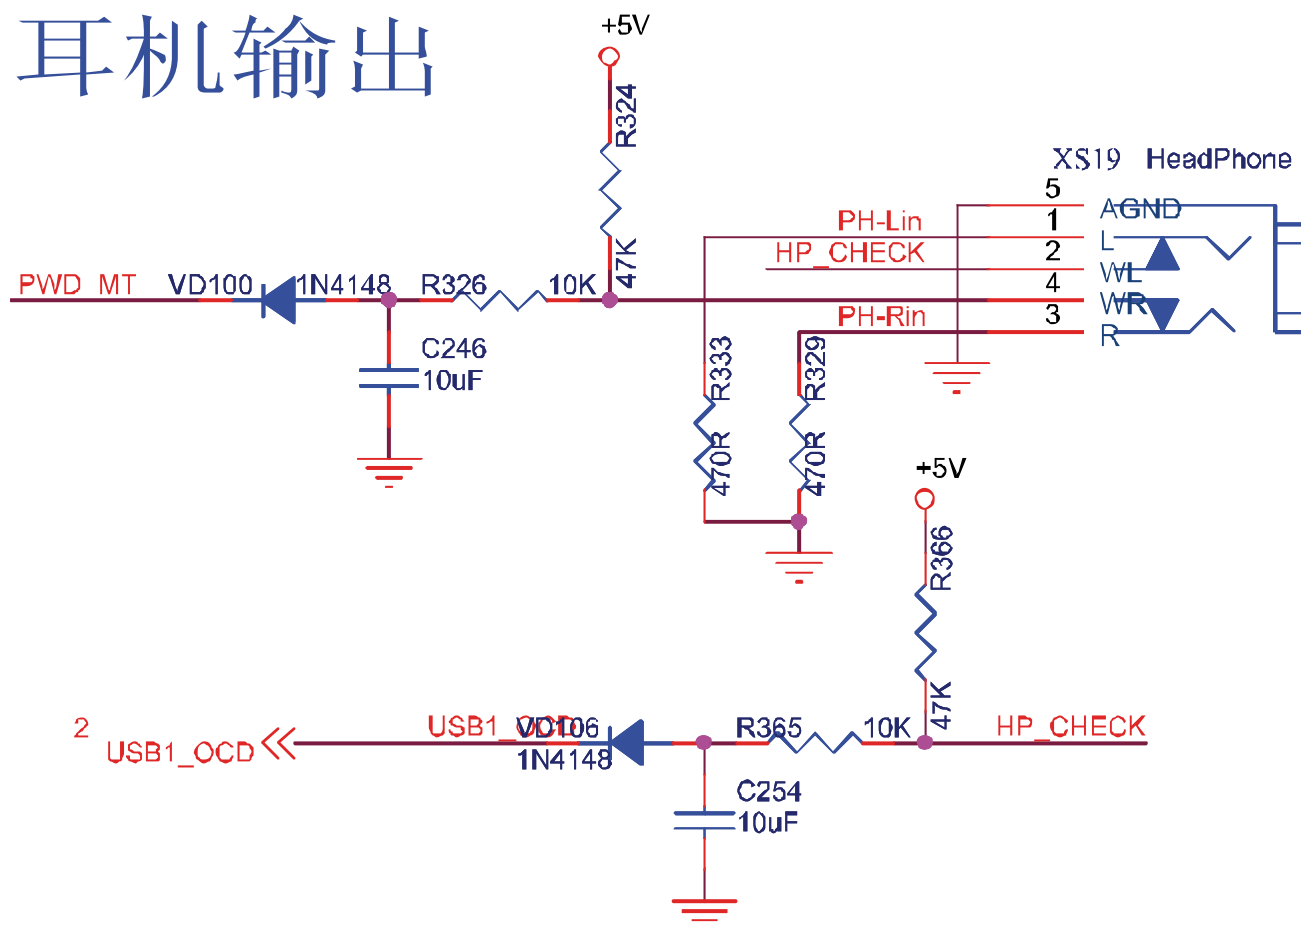 耳机输出
+5V
R324
47K
XS19 HeadPhone
5
AGND
PH-Lin
1
L
HP_CHECK
2
WL
PWD_MT
VD100
1N4148
R326
10K
4
WR
PH-Rin
3
R
C246
10uF
R333
470R
R329
470R
+5V
R366
47K
2
USB1_OCD
USB1_OCD
VD106
1N4148
R365
10K
HP_CHECK
C254
10uF